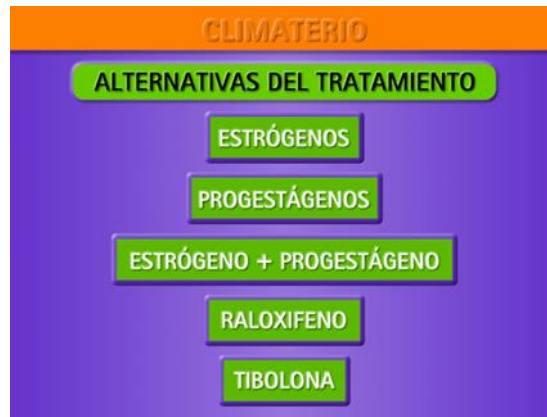 CLIMATERIO
ALTERNATIVAS DEL TRATAMIENTO
ESTRÓGENOS
PROGESTÁGENOS
ESTRÓGENO + PROGESTÁGENO
RALOXIFENO
TIBOLONA